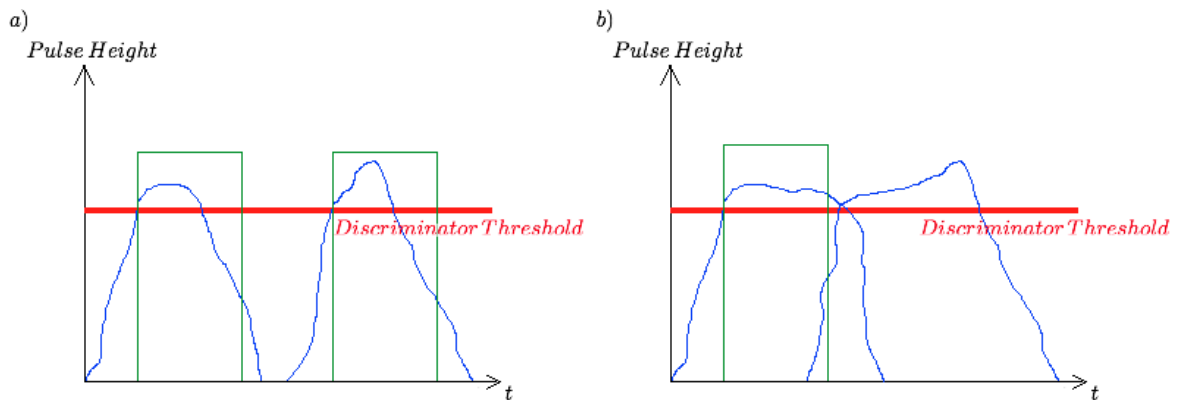 a)
Pulse Height
Discriminator Threshold
t
b)
Pulse Height
Discriminator Threshold
t